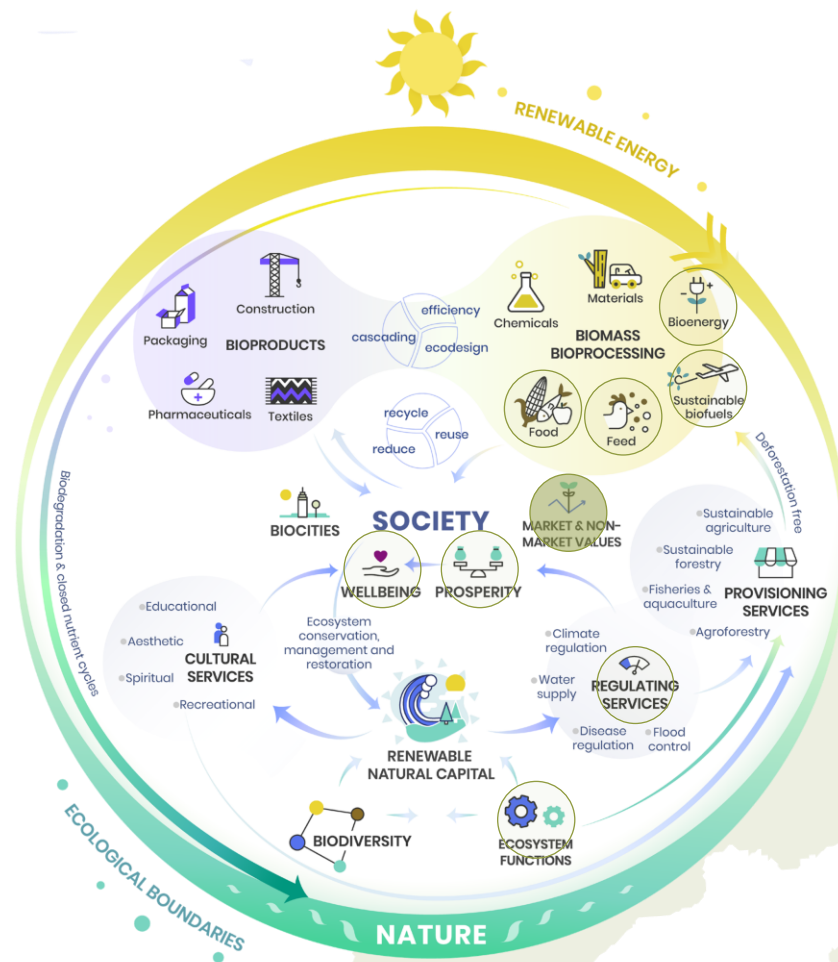 RENEWABLE ENERGY
Construction
Packaging
BIOPRODUCTS
Pharmaceuticals
Textiles
efficiency
cascading
ecodesign
recycle
reuse
reduce
Chemicals
Materials
Bioenergy
BIOMASS
BIOPROCESSING
Food
Feed
Sustainable
biofuels
Deforestation free
Biodegradation & closed nutrient cycles
BIOCITIES
SOCIETY
MARKET & NON-
MARKET VALUES
WELLBEING
PROSPERITY
Sustainable
agriculture
Sustainable
forestry
Fisheries &
aquaculture
Agroforestry
PROVISIONING
SERVICES
Educational
Aesthetic
Spiritual
Recreational
CULTURAL
SERVICES
Ecosystem
conservation,
management and
restoration
Climate
regulation
Water
supply
Disease
regulation
Flood
control
REGULATING
SERVICES
RENEWABLE
NATURAL CAPITAL
BIODIVERSITY
ECOSYSTEM
FUNCTIONS
ECOLOGICAL BOUNDARIES
NATURE